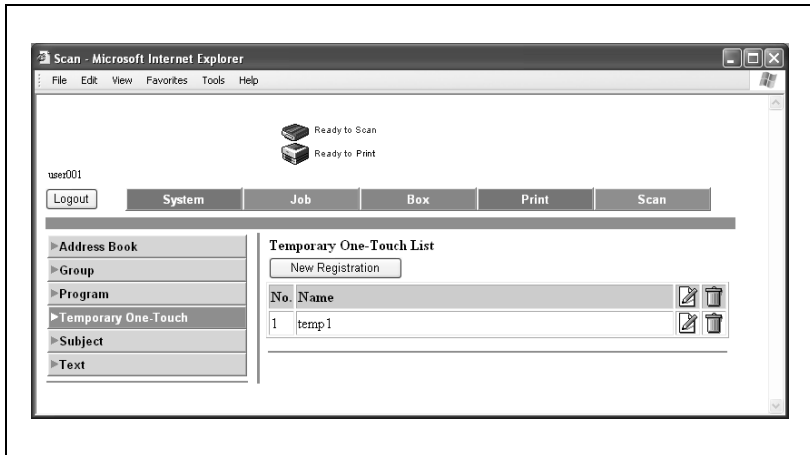 Scan - Microsoft Internet Explorer
File Edit View Favorites Tools Help
Ready to Scan
Ready to Print
user001
Logout System Job Box Print Scan
Address Book
Group
Program
Temporary One-Touch
Subject
Text
Temporary One-Touch List
New Registration
No. Name
1 temp1